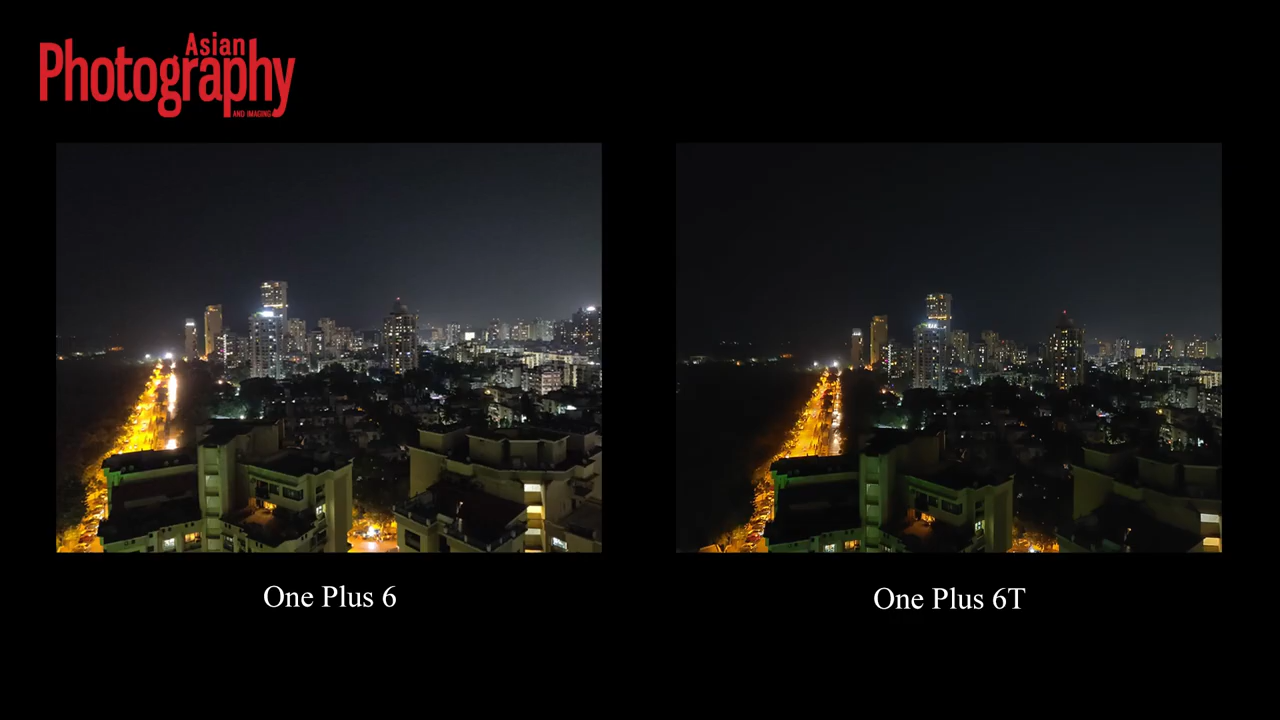 Asian
Photography
AND IMAGING
One Plus 6
One Plus 6T